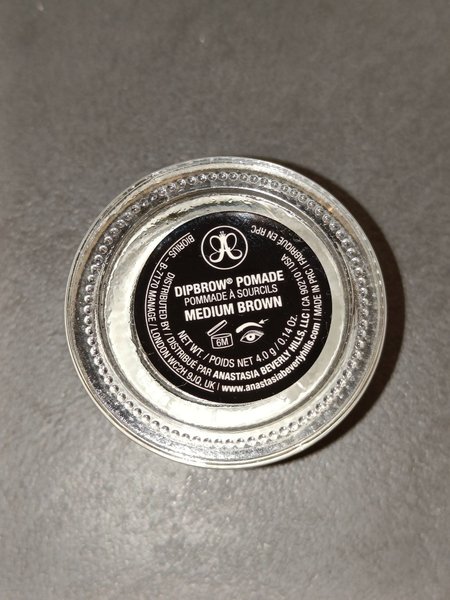 DIPBROW® POMADE
POMMADE À SOURCILS
MEDIUM BROWN
NET WT. / POIDS NET 4.0 g / 0.14 Oz.
6M
DISTRIBUTED BY / DISTRIBUÉ PAR ANASTASIA BEVERLY HILLS, LLC | CA 90210 | USA
B-1170 / LONDON WC2H 9JQ, UK | www.anastasiabeverlyhills.com | MADE IN PRC | FABRIQUÉ EN RPC